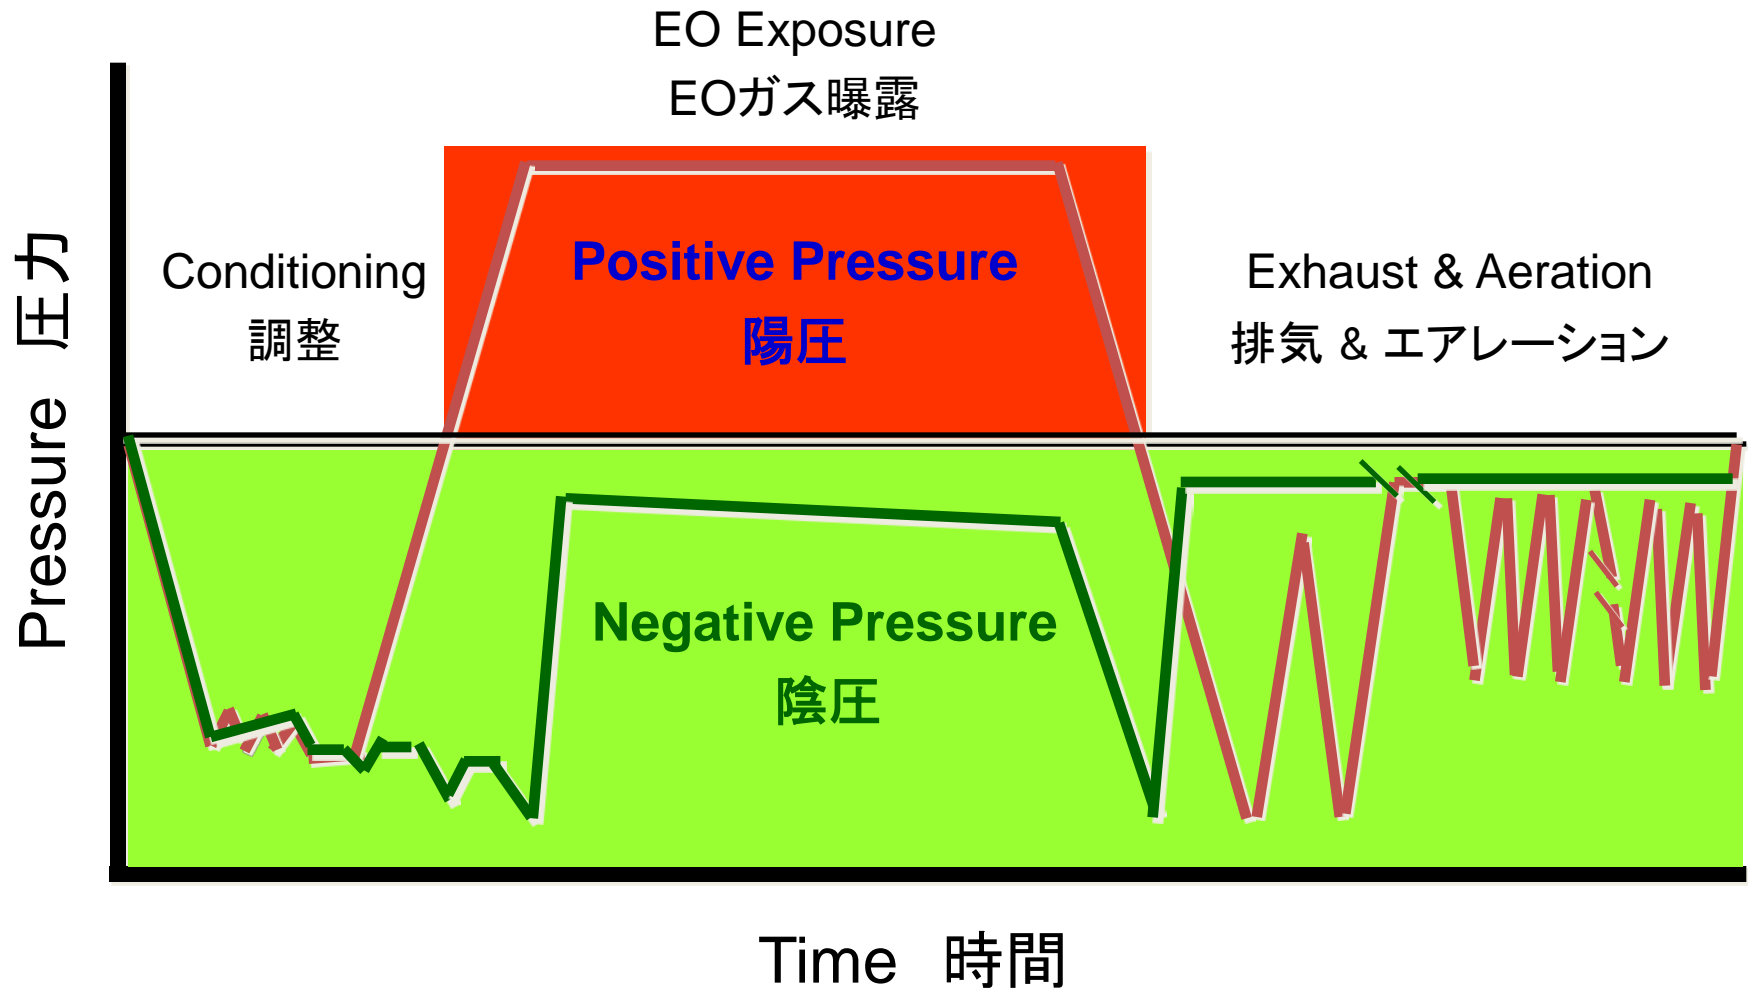 EO Exposure
EOガス曝露
Conditioning
調整
Positive Pressure
陽圧
Exhaust & Aeration
排気 & エアレーション
Pressure 圧力
Negative Pressure
陰圧
Time 時間